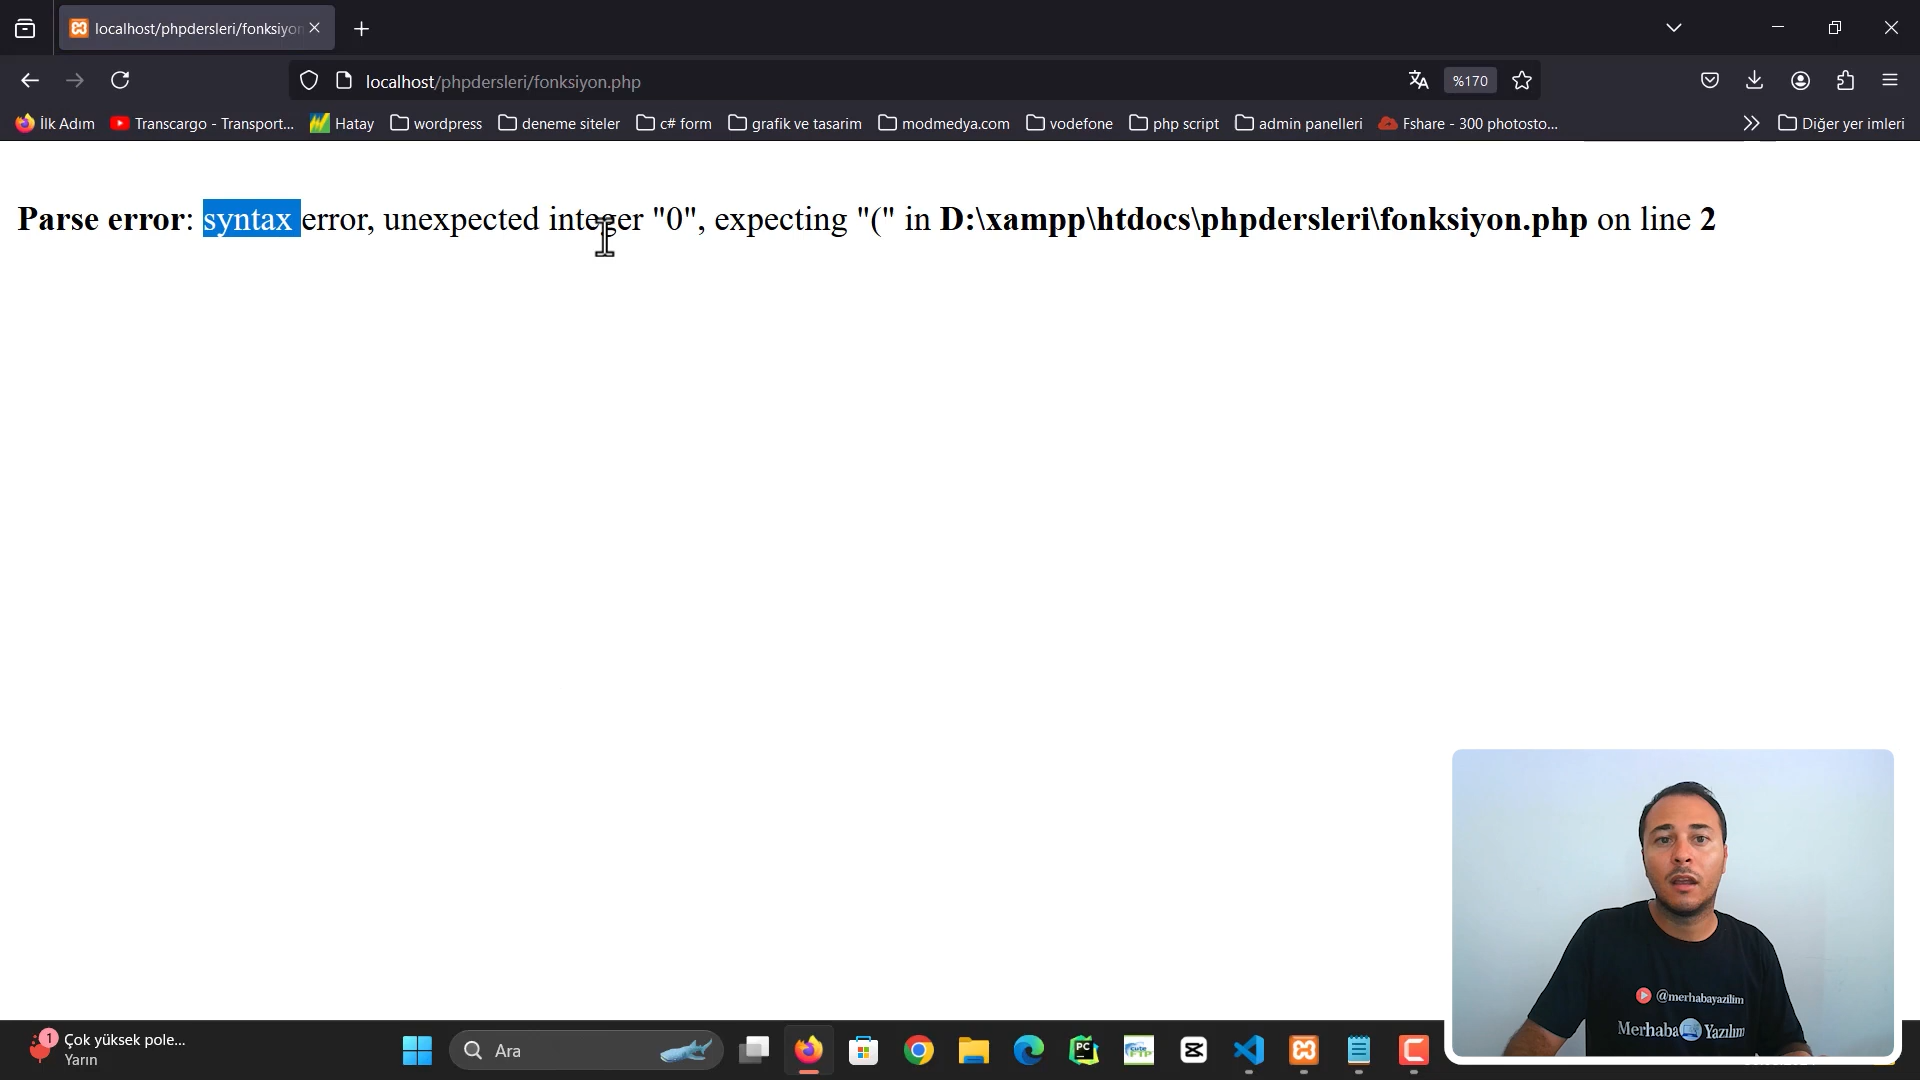 localhost/phpdersleri/fonksiyon
localhost/phpdersleri/fonksiyon.php
%170
İlk Adım
Transcargo - Transport...
Hatay
wordpress
deneme siteler
c# form
grafik ve tasarim
modmedya.com
vodefone
php script
admin panelleri
Fshare - 300 photosto...
Diğer yer imleri
Parse error: syntax error, unexpected integer "0", expecting "(" in D:\xampp\htdocs\phpdersleri\fonksiyon.php on line 2
@merhabayazilim
Merhaba Yazılım
1
Çok yüksek pole...
Yarın
Ara
PC